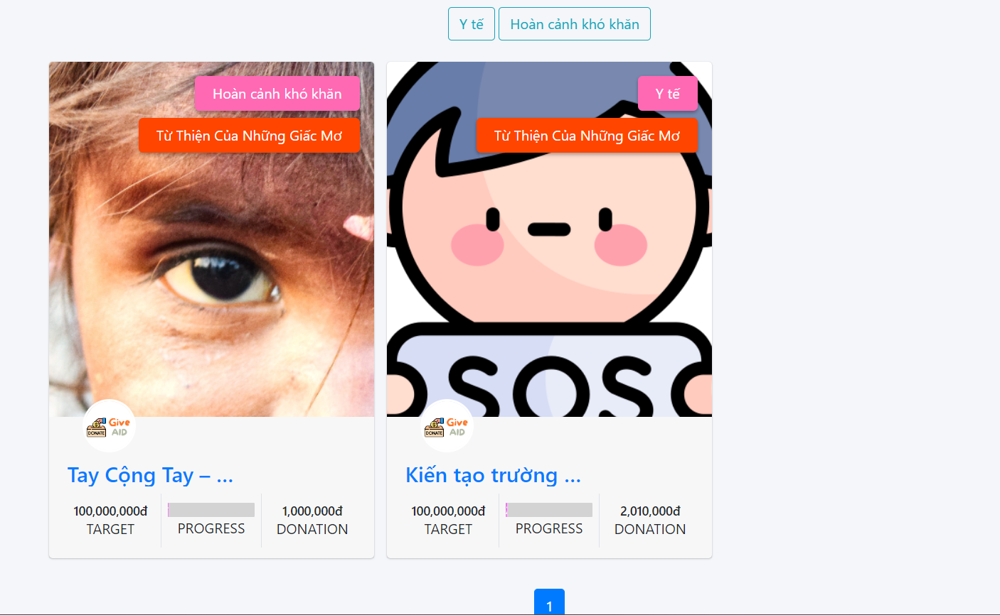 Y tế
Hoàn cảnh khó khăn
Hoàn cảnh khó khăn
Từ Thiện Của Những Giấc Mơ
Give
AID
DONATE
Tay Cộng Tay – ...
100,000,000đ
TARGET
PROGRESS
1,000,000đ
DONATION
Y tế
Từ Thiện Của Những Giấc Mơ
SOS
Give
AID
DONATE
Kiến tạo trường ...
100,000,000đ
TARGET
PROGRESS
2,010,000đ
DONATION
1